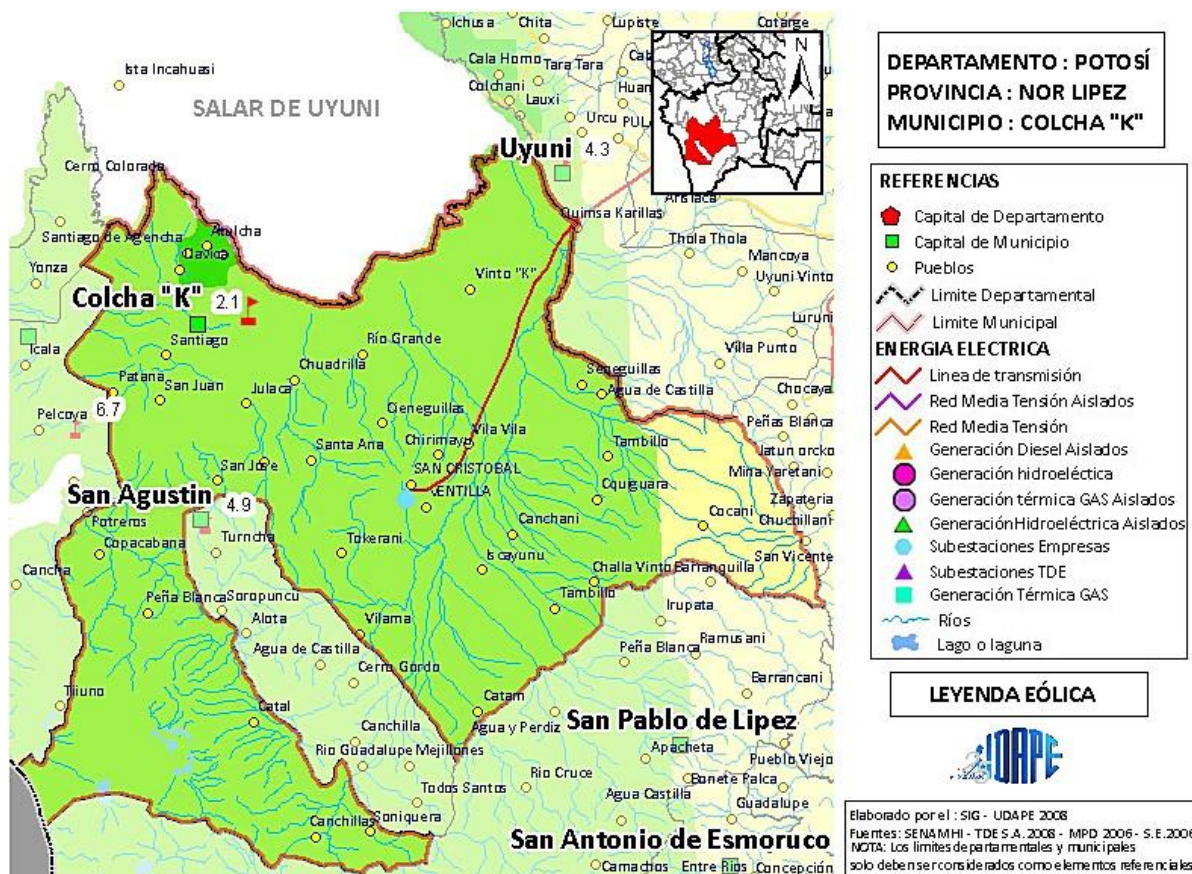 Ichusa
Chita
Lupiste
Cotarge
Ista Incahuasi
Cala Homo
Tara Tara
Colchani
Lauxi
Urcu
SALAR DE UYUNI
Uyuni 4.3
N
Cerro Colorada
Quimsa Karillas
Santiago de Agencha
Atulcha
Yonza
Thola Thola
Mancoya
Vinto "K"
Uyuni Vinto
Colcha "K" 2.1
Luruni
Santiago
Río Grande
Villa Punto
Tcala
Chuadrilla
Patana
San Juan
Julaca
Seneguillas
Agua de Castilla
Chocaya
6.7
Pelcoya
Cieneguillas
Peñas Blanca
Santa Ana
Chirimayo
Vila Vila
Tambillo
Jatun orcko
San Jose
SAN CRISTOBAL
Mina Yaretani
San Agustin 4.9
VENTILLA
Cquiguara
Zapateria
Potreros
Canchani
Cocani
Chuchillani
Copacabana
Turncha
Tokerani
Iscayunu
San Vicente
Cancha
Challa Vinto
Barranquilla
Peña Blanca
Soropuncu
Tambillo
Irupata
Alota
Vilama
Ramusani
Agua de Castilla
Peña Blanca
Cerro Gordo
Barrancani
Catal
Catam
Canchilla
Agua y Perdiz
San Pablo de Lipez
Rio Guadalupe
Mejillones
Apacheta
Pueblo Viejo
Rio Cruce
Bonete Palca
Todos Santos
Agua Castilla
Guadalupe
Soniquera
Canchillas
San Antonio de Esmoruco
Camachos
Entre Rios
Concepción
DEPARTAMENTO : POTOSÍ
PROVINCIA : NOR LIPEZ
MUNICIPIO : COLCHA "K"
REFERENCIAS
Capital de Departamento
Capital de Municipio
Pueblos
Limite Departamental
Limite Municipal
ENERGIA ELECTRICA
Linea de transmisión
Red Media Tensión Aislados
Red Media Tensión
Generación Diesel Aislados
Generación hidroeléctica
Generación térmica GAS Aislados
Generación Hidroeléctrica Aislados
Subestaciones Empresas
Subestaciones TDE
Generación Térmica GAS
Ríos
Lago o laguna
LEYENDA EÓLICA
UDAPE
Elaborado por el : SIG - UDAPE 2008
Fuentes: SENAMHI - TDE S.A. 2008 - MPD 2006 - S.E.2006
NOTA: Los limites departamentales y municipales
solo deben ser considerados como elementos referenciales